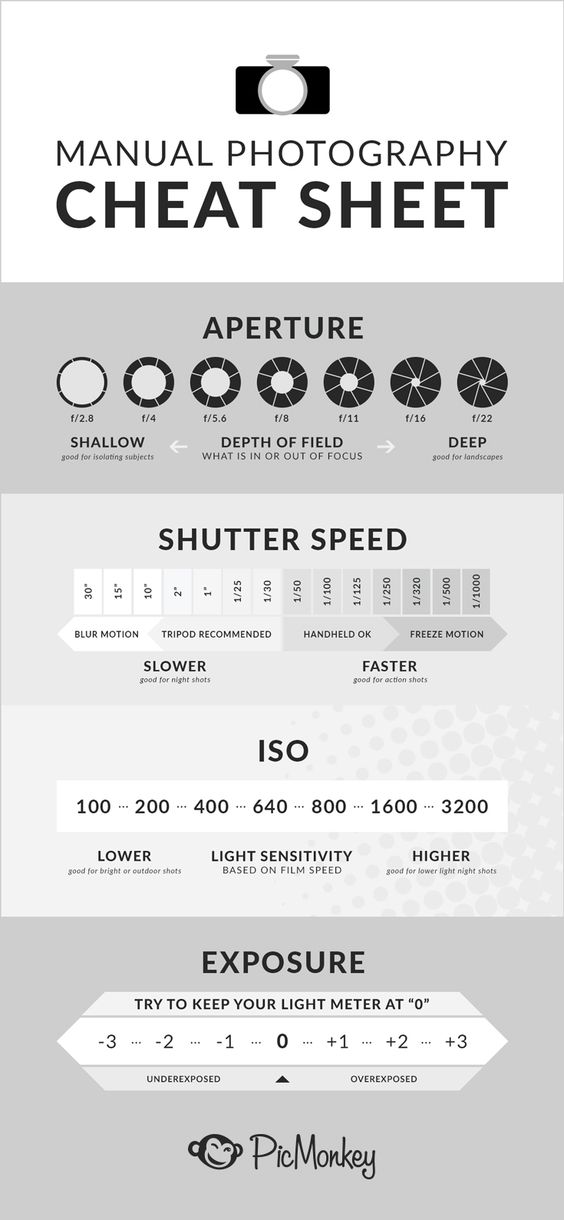 MANUAL PHOTOGRAPHY
CHEAT SHEET
APERTURE
f/2.8 f/4 f/5.6 f/8 f/11 f/16 f/22
SHALLOW DEPTH OF FIELD DEEP
good for isolating subjects WHAT IS IN OR OUT OF FOCUS good for landscapes
SHUTTER SPEED
30" 15" 10" 2" 1" 1/25 1/30 1/50 1/100 1/125 1/250 1/320 1/500 1/1000
BLUR MOTION TRIPOD RECOMMENDED HANDHELD OK FREEZE MOTION
SLOWER FASTER
good for night shots good for action shots
ISO
100 ... 200 ... 400 ... 640 ... 800 ... 1600 ... 3200
LOWER LIGHT SENSITIVITY HIGHER
good for bright or outdoor shots BASED ON FILM SPEED good for lower light night shots
EXPOSURE
TRY TO KEEP YOUR LIGHT METER AT “0”
-3 ... -2 ... -1 ... 0 ... +1 ... +2 ... +3
UNDEREXPOSED OVEREXPOSED
PicMonkey